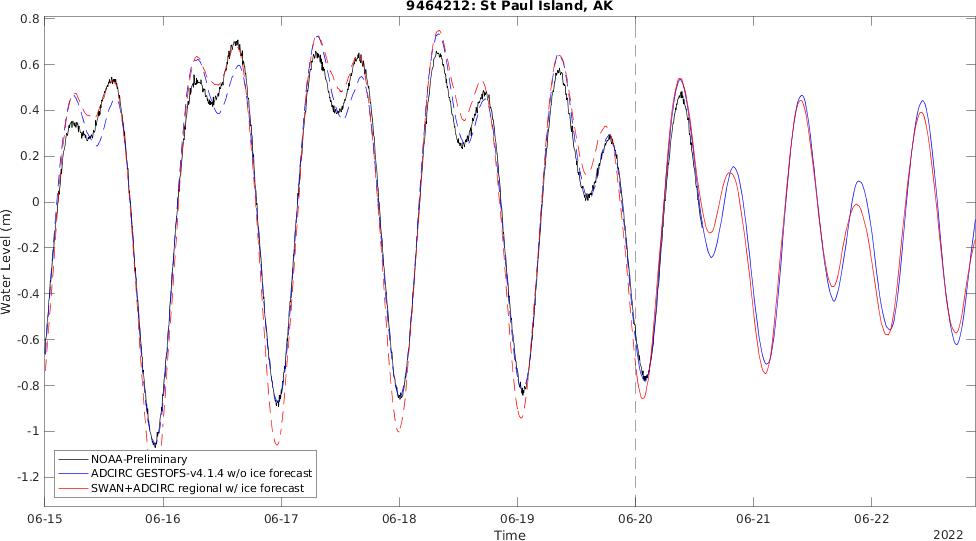 9464212: St Paul Island, AK
0.8
0.6
0.4
0.2
0
-0.2
-0.4
-0.6
-0.8
-1
-1.2
Water Level (m)
NOAA-Preliminary
ADCIRC GESTOFS-v4.1.4 w/o ice forecast
SWAN+ADCIRC regional w/ ice forecast
06-15 06-16 06-17 06-18 06-19 06-20 06-21 06-22
Time
2022